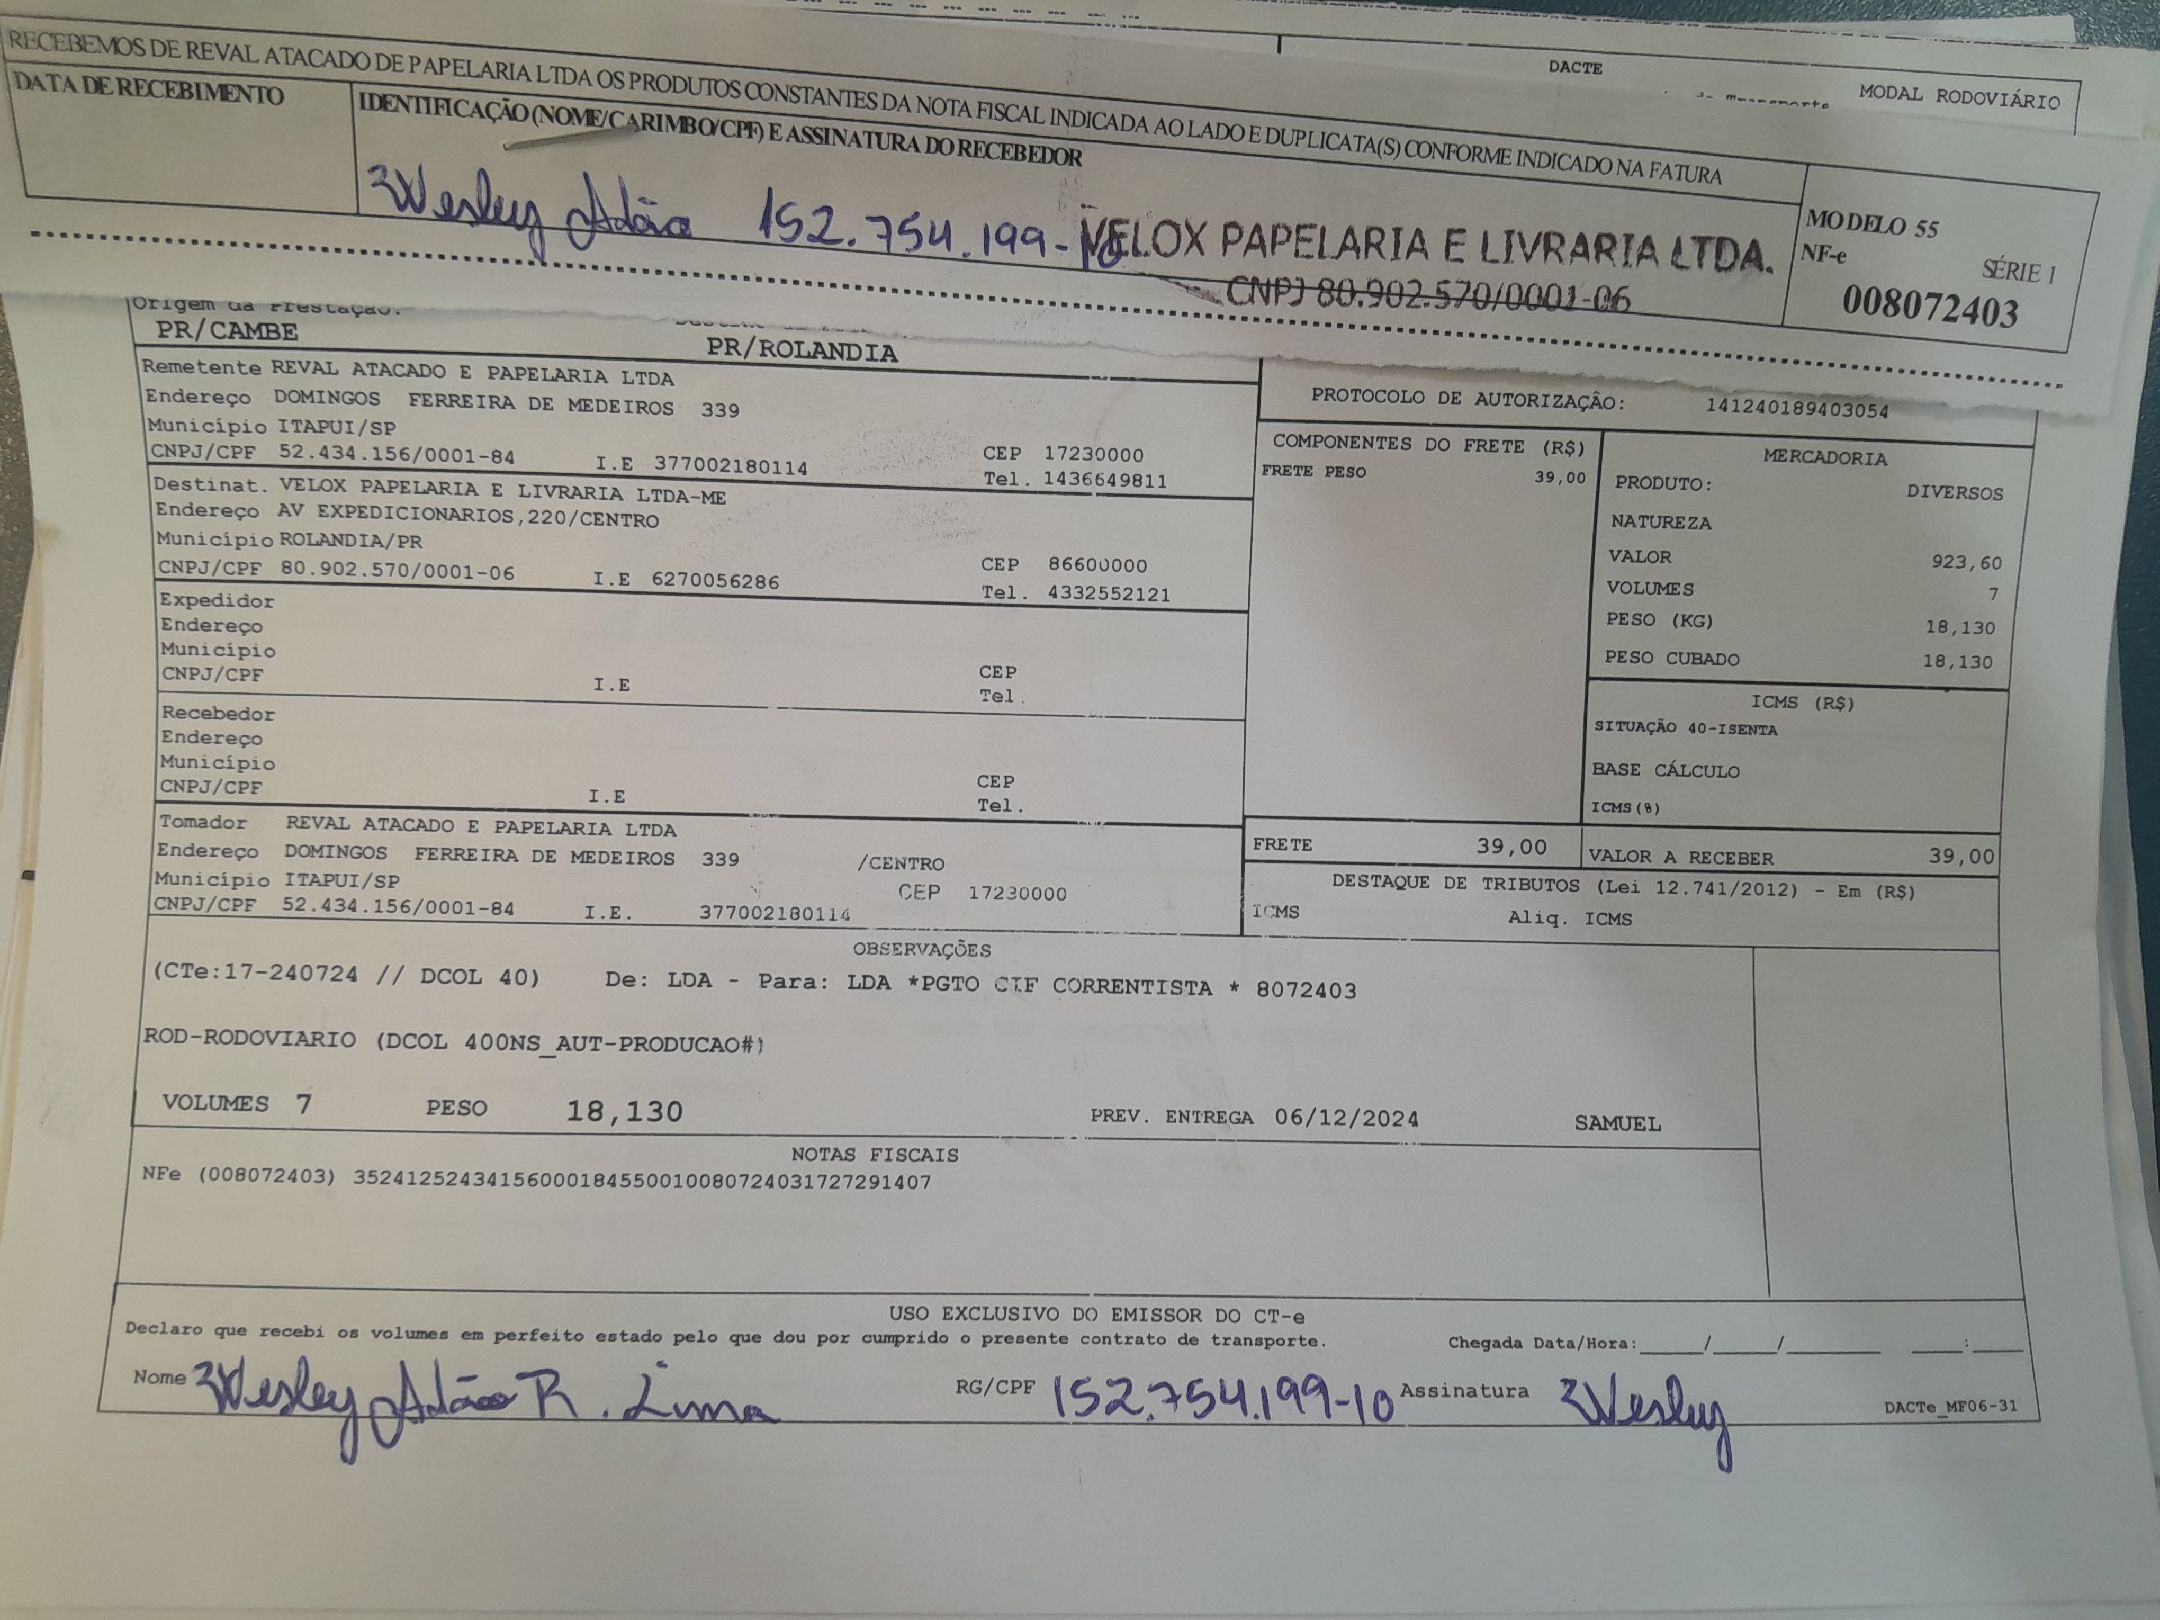 DACTE
MODAL RODOVIÁRIO
RECEBEMOS DE REVAL ATACADO DE PAPELARIA LTDA OS PRODUTOS CONSTANTES DA NOTA FISCAL INDICADA AO LADO E DUPLICATA(S) CONFORME INDICADO NA FATURA
DATA DE RECEBIMENTO
IDENTIFICAÇÃO (NOME/CARIMBO/CPF) E ASSINATURA DO RECEBEDOR
Wesley Adão 152.754.199-10
VELOX PAPELARIA E LIVRARIA LTDA.
CNPJ 80.902.570/0001-06
MODELO 55
NF-e SÉRIE 1
008072403
Origem da Prestação:
PR/CAMBE PR/ROLANDIA
Remetente REVAL ATACADO E PAPELARIA LTDA
Endereço DOMINGOS FERREIRA DE MEDEIROS 339
Município ITAPUI/SP CEP 17230000
CNPJ/CPF 52.434.156/0001-84 I.E 377002180114 Tel. 1436649811
Destinat. VELOX PAPELARIA E LIVRARIA LTDA-ME
Endereço AV EXPEDICIONARIOS,220/CENTRO
Município ROLANDIA/PR CEP 86600000
CNPJ/CPF 80.902.570/0001-06 I.E 6270056286 Tel. 4332552121
Expedidor
Endereço
Município CEP
CNPJ/CPF I.E Tel.
Recebedor
Endereço
Município CEP
CNPJ/CPF I.E Tel.
Tomador REVAL ATACADO E PAPELARIA LTDA
Endereço DOMINGOS FERREIRA DE MEDEIROS 339 /CENTRO
Município ITAPUI/SP CEP 17230000
CNPJ/CPF 52.434.156/0001-84 I.E. 377002180114
PROTOCOLO DE AUTORIZAÇÂO: 141240189403054
COMPONENTES DO FRETE (R$)
FRETE PESO 39,00
MERCADORIA
PRODUTO: DIVERSOS
NATUREZA
VALOR 923,60
VOLUMES 7
PESO (KG) 18,130
PESO CUBADO 18,130
ICMS (R$)
SITUAÇÃO 40-ISENTA
BASE CÁLCULO
ICMS(%)
FRETE 39,00 VALOR A RECEBER 39,00
DESTAQUE DE TRIBUTOS (Lei 12.741/2012) - Em (R$)
ICMS Aliq. ICMS
OBSERVAÇÕES
(CTe:17-240724 // DCOL 40) De: LDA - Para: LDA *PGTO CIF CORRENTISTA * 8072403
ROD-RODOVIARIO (DCOL 400NS_AUT-PRODUCAO#)
VOLUMES 7 PESO 18,130 PREV. ENTREGA 06/12/2024 SAMUEL
NOTAS FISCAIS
NFe (008072403) 35241252434156000184550010080724031727291407
USO EXCLUSIVO DO EMISSOR DO CT-e
Declaro que recebi os volumes em perfeito estado pelo que dou por cumprido o presente contrato de transporte. Chegada Data/Hora:_____/_____/________ ____:____
Nome Wesley Adão R. Lima RG/CPF 152.754.199-10 Assinatura Wesley DACTe_MF06-31